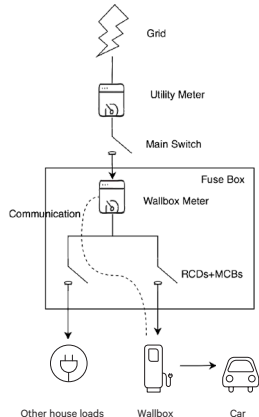 Grid
Utility Meter
Main Switch
Fuse Box
Wallbox Meter
Communication
RCDs+MCBs
Other house loads
Wallbox
Car